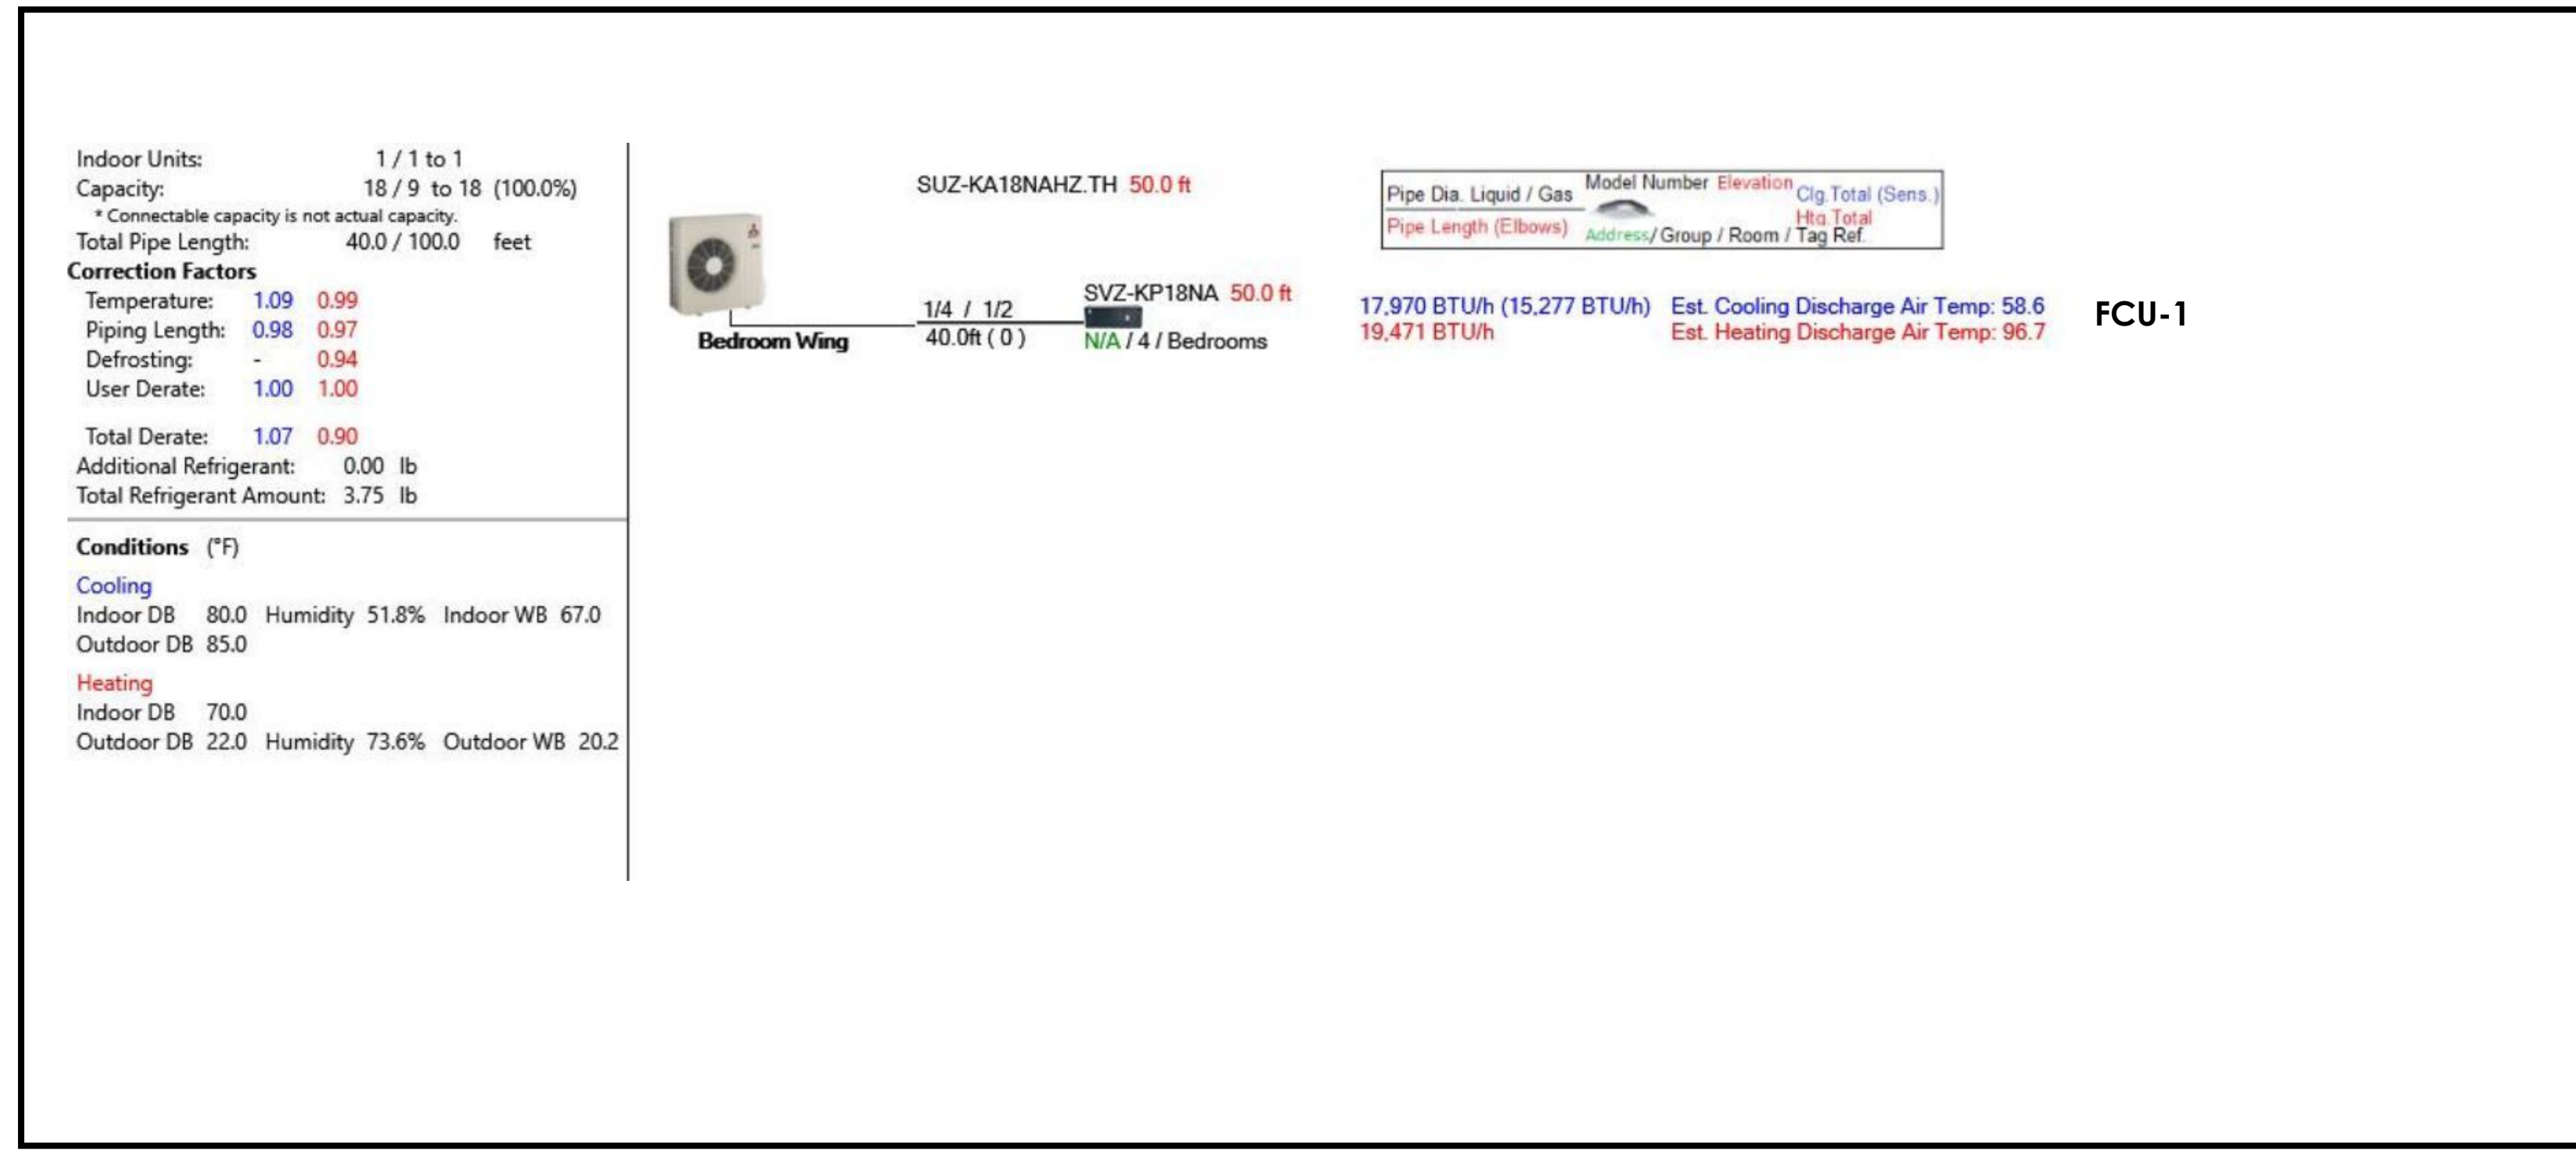 Indoor Units: 1 / 1 to 1
Capacity: 18 / 9 to 18 (100.0%)
* Connectable capacity is not actual capacity.
Total Pipe Length: 40.0 / 100.0 feet
Correction Factors
Temperature: 1.09 0.99
Piping Length: 0.98 0.97
Defrosting: - 0.94
User Derate: 1.00 1.00
Total Derate: 1.07 0.90
Additional Refrigerant: 0.00 lb
Total Refrigerant Amount: 3.75 lb
Conditions (°F)
Cooling
Indoor DB 80.0 Humidity 51.8% Indoor WB 67.0
Outdoor DB 85.0
Heating
Indoor DB 70.0
Outdoor DB 22.0 Humidity 73.6% Outdoor WB 20.2
SUZ-KA18NAHZ.TH 50.0 ft
Bedroom Wing
1/4 / 1/2
40.0ft ( 0 )
SVZ-KP18NA 50.0 ft
N/A / 4 / Bedrooms
Pipe Dia. Liquid / Gas
Pipe Length (Elbows)
Model Number Elevation
Clg.Total (Sens.)
Htg.Total
Address/ Group / Room / Tag Ref.
17,970 BTU/h (15,277 BTU/h) Est. Cooling Discharge Air Temp: 58.6
19,471 BTU/h Est. Heating Discharge Air Temp: 96.7
FCU-1